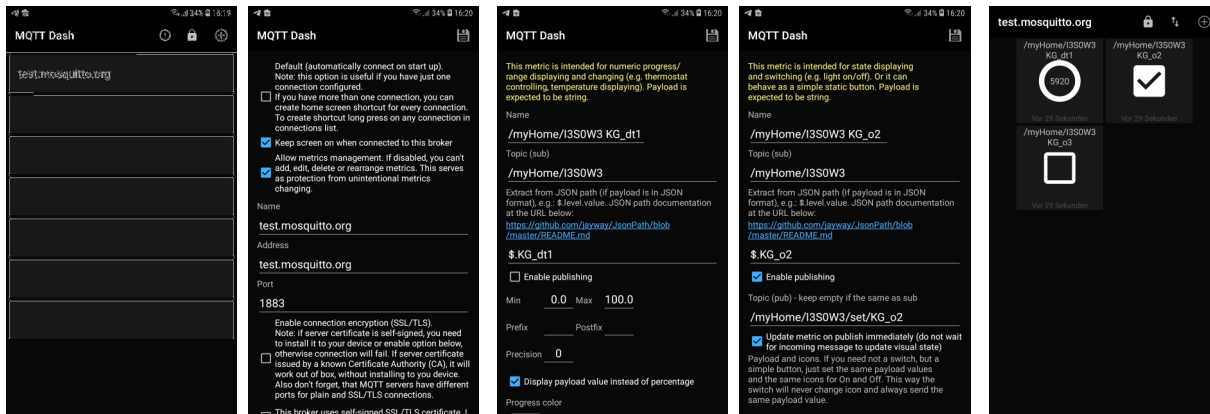 16:19
34%
MQTT Dash
test.mosquitto.org
34% 16:20
MQTT Dash
Default (automatically connect on start up).
Note: this option is useful if you have just one
connection configured.
If you have more than one connection, you can
create home screen shortcut for every connection.
To create shortcut long press on any connection in
connections list.
Keep screen on when connected to this broker
Allow metrics management. If disabled, you can't
add, edit, delete or rearrange metrics. This serves
as protection from unintentional metrics
changing.
Name
test.mosquitto.org
Address
test.mosquitto.org
Port
1883
Enable connection encryption (SSL/TLS).
Note: if server certificate is self-signed, you need
to install it to your device or enable option below,
otherwise connection will fail. If server certificate
issued by a known Certificate Authority (CA), it will
work out of box, without installing to you device.
Also don't forget, that MQTT servers have different
ports for plain and SSL/TLS connections.
This broker uses self-signed SSL/TLS certificate. I
34% 16:20
MQTT Dash
This metric is intended for numeric progress/
range displaying and changing (e.g. thermostat
controlling, temperature displaying). Payload is
expected to be string.
Name
/myHome/I3S0W3 KG_dt1
Topic (sub)
/myHome/I3S0W3
Extract from JSON path (if payload is in JSON
format), e.g.: $.level.value. JSON path documentation
at the URL below:
https://github.com/jayway/JsonPath/blob
/master/README.md
$.KG_dt1
Enable publishing
Min 0.0 Max 100.0
Prefix Postfix
Precision 0
Display payload value instead of percentage
Progress color
34% 16:20
MQTT Dash
This metric is intended for state displaying
and switching (e.g. light on/off). Or it can
behave as a simple static button. Payload is
expected to be string.
Name
/myHome/I3S0W3 KG_o2
Topic (sub)
/myHome/I3S0W3
Extract from JSON path (if payload is in JSON
format), e.g.: $.level.value. JSON path documentation
at the URL below:
https://github.com/jayway/JsonPath/blob
/master/README.md
$.KG_o2
Enable publishing
Topic (pub) - keep empty if the same as sub
/myHome/I3S0W3/set/KG_o2
Update metric on publish immediately (do not wait
for incoming message to update visual state)
Payload and icons. If you need not a switch, but a
simple button, just set the same payload values
and the same icons for On and Off. This way the
switch will never change icon and always send the
same payload value.
test.mosquitto.org
/myHome/I3S0W3
KG_dt1
5920
Vor 29 Sekunden
/myHome/I3S0W3
KG_o2
Vor 29 Sekunden
/myHome/I3S0W3
KG_o3
Vor 29 Sekunden